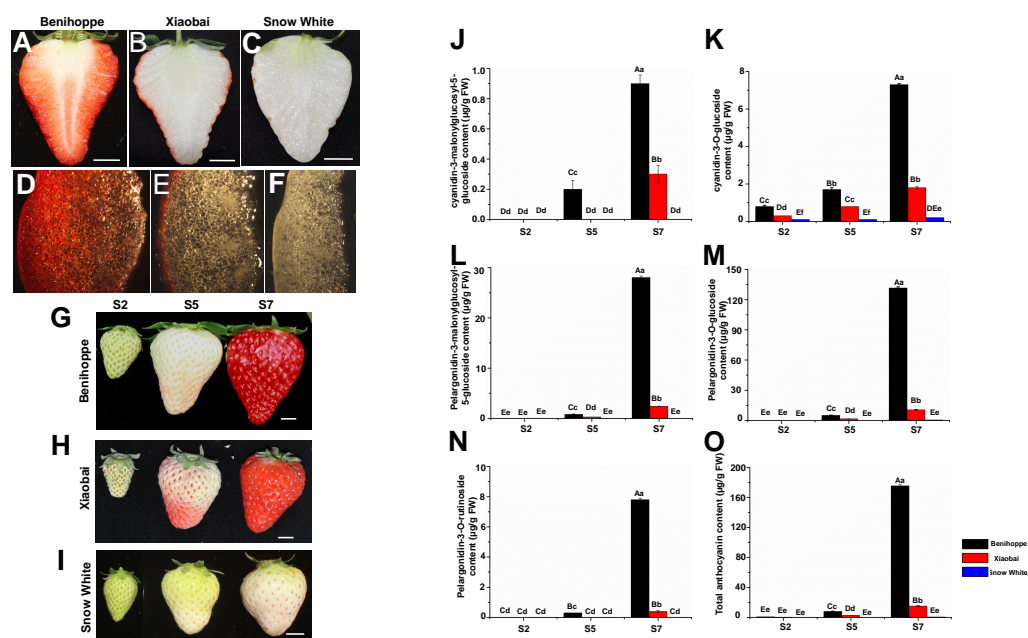 Benihoppe Xiaobai Snow White
A B C
D E F
S2 S5 S7
G
Benihoppe
H
Xiaobai
I
Snow White
J
cyanidin-3-malonylglucosyl-5-
glucoside content (µg/g FW)
1.0
0.8
0.6
0.4
0.2
0.0
Dd Dd Dd
Cc Dd Dd
Aa Bb Dd
S2 S5 S7
K
cyanidin-3-O-glucoside
content (µg/g FW)
8
6
4
2
0
Cc Dd Ef
Bb Cc Ef
Aa Bb DEe
S2 S5 S7
L
Pelargonidin-3-malonylglucosyl-
5-glucoside content (µg/g FW)
30
20
10
0
Ee Ee Ee
Cc Dd Ee
Aa Bb Ee
S2 S5 S7
M
Pelargonidin-3-O-glucoside
content (µg/g FW)
150
120
90
60
30
0
Ee Ee Ee
Cc Dd Ee
Aa Bb Ee
S2 S5 S7
N
Pelargonidin-3-O-rutinoside
content (µg/g FW)
10
8
6
4
2
0
Cd Cd Cd
Bc Cd Cd
Aa Bb Cd
S2 S5 S7
O
Total anthocyanin content (µg/g FW)
200
160
120
80
40
0
Ee Ee Ee
Cc Dd Ee
Aa Bb Ee
S2 S5 S7
Benihoppe
Xiaobai
Snow White